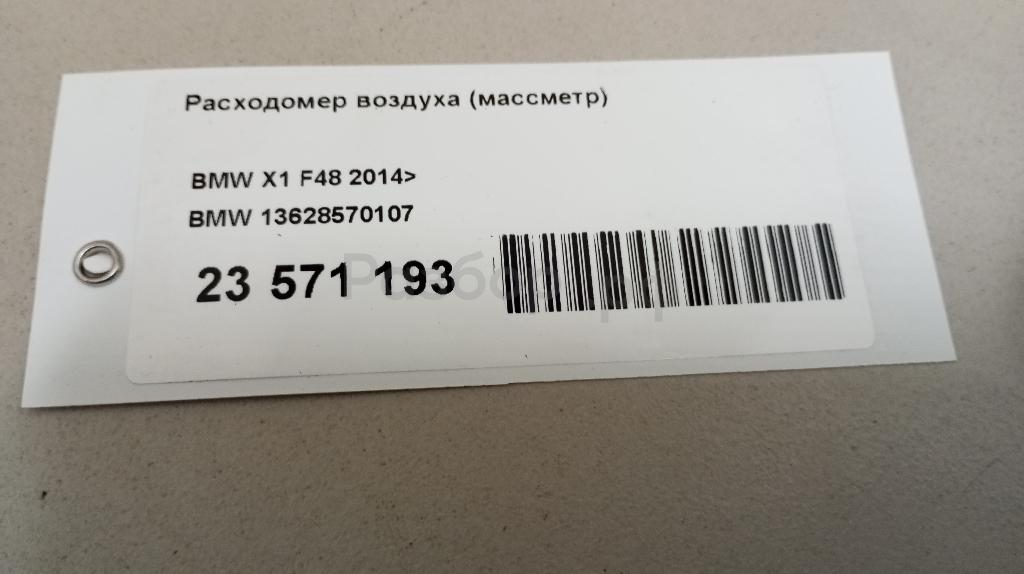 Расходомер воздуха (массметр)
BMW X1 F48 2014>
BMW 13628570107
23 571 193